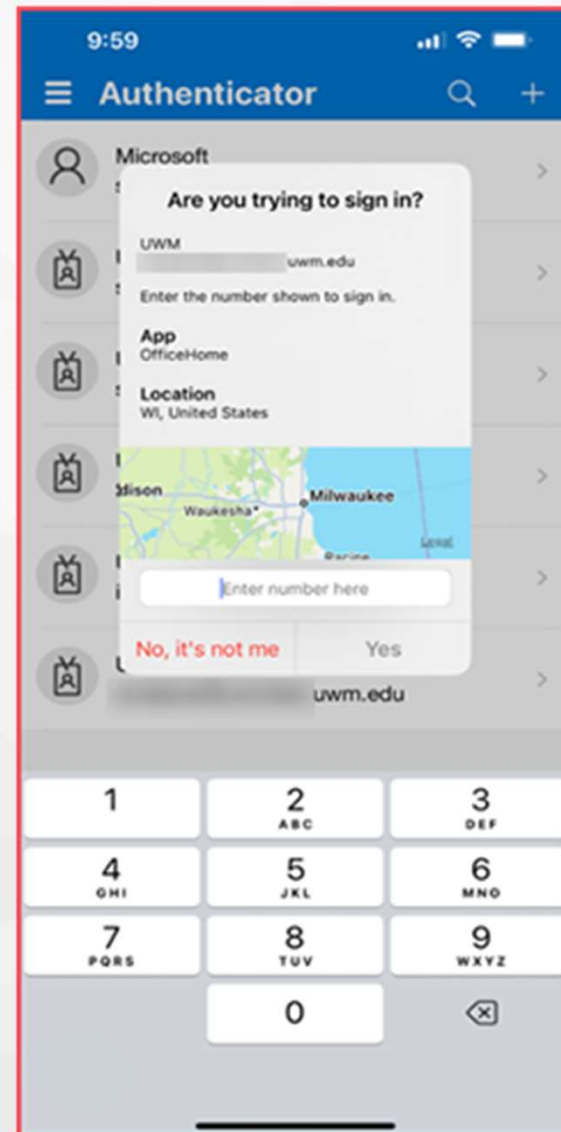 9:59
Authenticator
Microsoft
Are you trying to sign in?
UWM
uwm.edu
Enter the number shown to sign in.
App
OfficeHome
Location
WI, United States
Milwaukee
Waukesha
Racine
Legal
Enter number here
No, it's not me
Yes
uwm.edu
1
2
3
ABC
DEF
4
5
6
GHI
JKL
MNO
7
8
9
PQRS
TUV
WXYZ
0